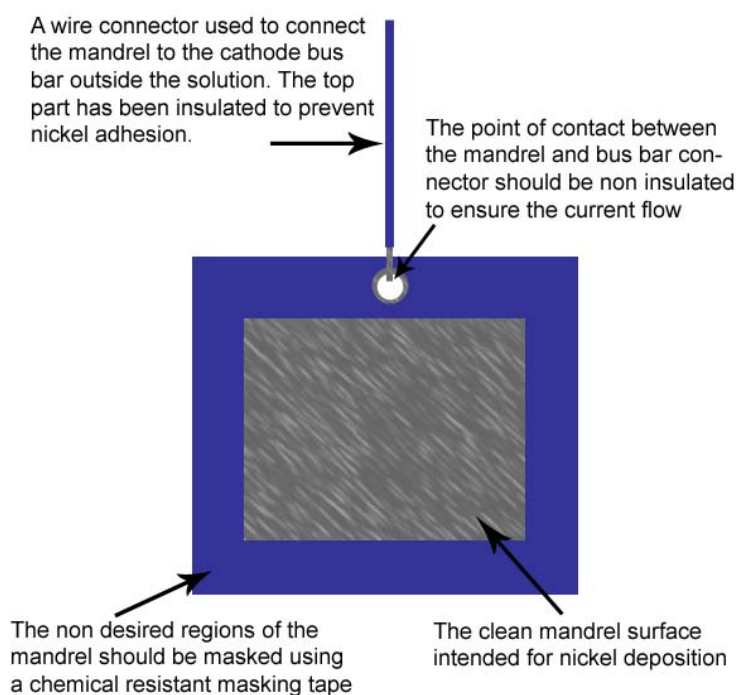 A wire connector used to connect
the mandrel to the cathode bus
bar outside the solution. The top
part has been insulated to prevent
nickel adhesion.
The point of contact between
the mandrel and bus bar con-
nector should be non insulated
to ensure the current flow
The non desired regions of the
mandrel should be masked using
a chemical resistant masking tape
The clean mandrel surface
intended for nickel deposition